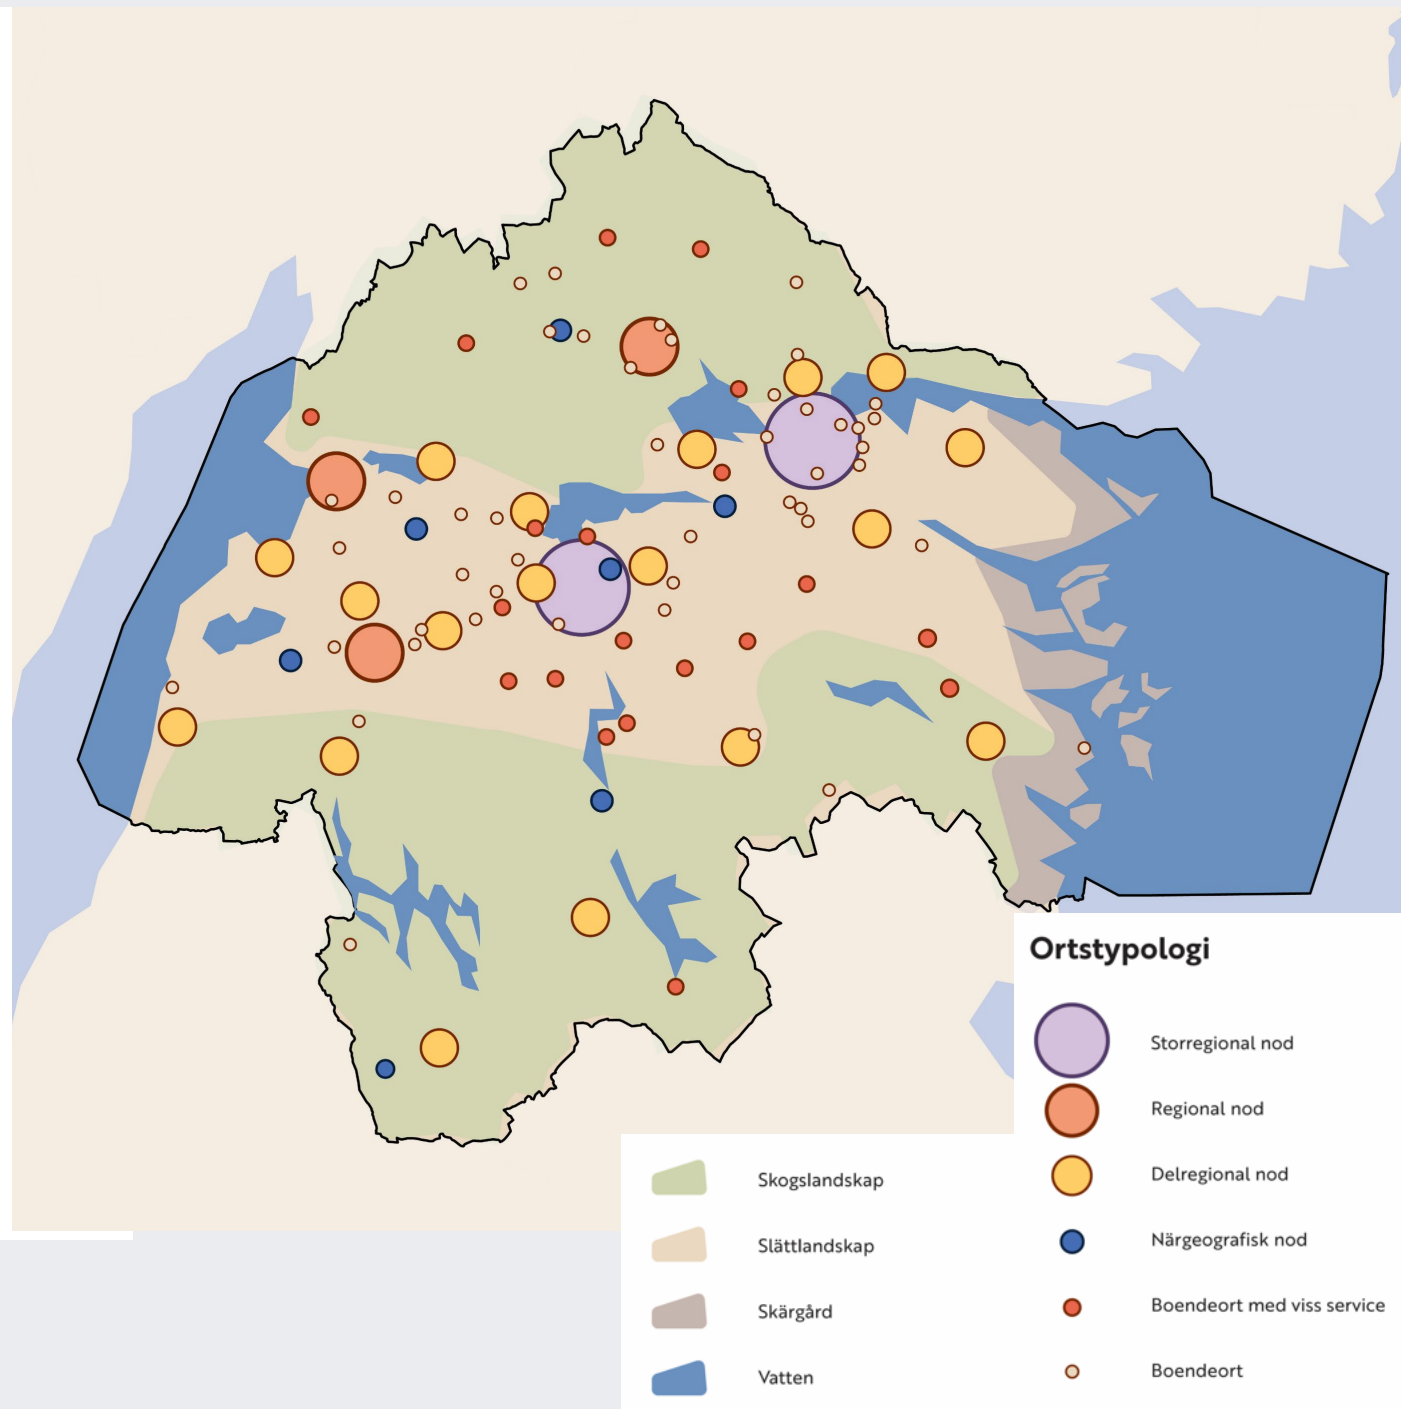 Ortstypologi
Storregional nod
Regional nod
Delregional nod
Närgeografisk nod
Boendeort med viss service
Boendeort
Skogslandskap
Slättlandskap
Skärgård
Vatten